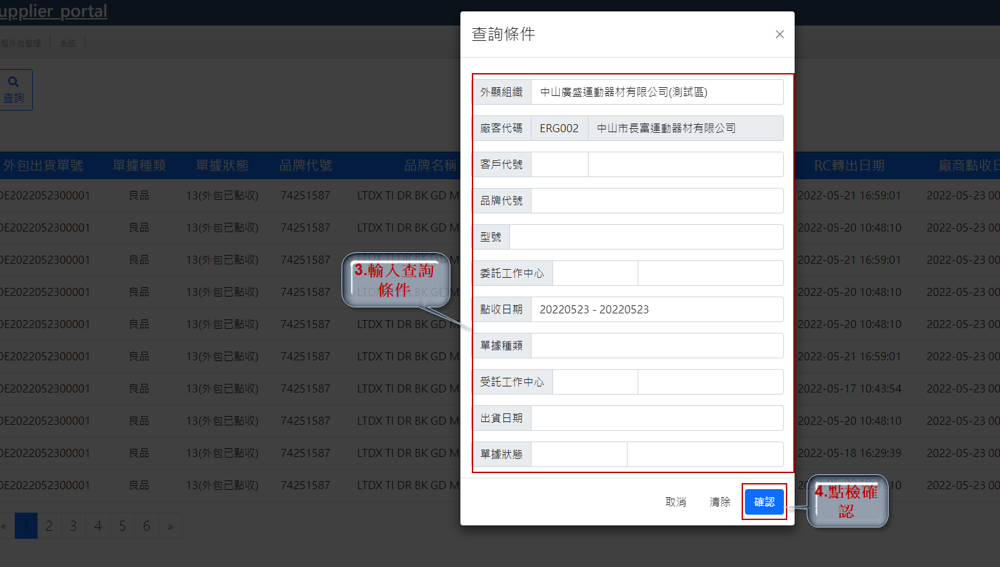 upplier_portal
程外包管理
系統
查詢
外包出貨單號 單據種類 單據狀態 品牌代號 品牌名稱 RC轉出日期 廠商點收日
DE2022052300001 良品 13(外包已點收) 74251587 LTDX TI DR BK GD M 2022-05-21 16:59:01 2022-05-23 00
DE2022052300001 良品 13(外包已點收) 74251587 LTDX TI DR BK GD M 2022-05-20 10:48:10 2022-05-23 00
DE2022052300001 良品 13(外包已點收) 74251587 LTDX TI DR BK GD M 2022-05-21 16:59:01 2022-05-23 00
DE2022052300001 良品 13(外包已點收) 74251587 LTDX TI DR BK GD M 2022-05-20 10:48:10 2022-05-23 00
DE2022052300001 良品 13(外包已點收) 74251587 LTDX TI DR BK GD M 2022-05-20 10:48:10 2022-05-23 00
DE2022052300001 良品 13(外包已點收) 74251587 LTDX TI DR BK GD M 2022-05-21 16:59:01 2022-05-23 00
DE2022052300001 良品 13(外包已點收) 74251587 LTDX TI DR BK GD M 2022-05-17 10:43:54 2022-05-23 00
DE2022052300001 良品 13(外包已點收) 74251587 LTDX TI DR BK GD M 2022-05-20 10:48:10 2022-05-23 00
DE2022052300001 良品 13(外包已點收) 74251587 LTDX TI DR BK GD M 2022-05-18 16:29:39 2022-05-23 00
DE2022052300001 良品 13(外包已點收) 74251587 LTDX TI DR BK GD M :10 2022-05-23 00
« 1 2 3 4 5 6 »
查詢條件 ×
外顯組織 中山廣盛運動器材有限公司(測試區)
廠客代碼 ERG002 中山市長富運動器材有限公司
客戶代號
品牌代號
型號
委託工作中心
點收日期 20220523 - 20220523
單據種類
受託工作中心
出貨日期
單據狀態
取消 清除 確認
3.輸入查詢
條件
4.點檢確
認